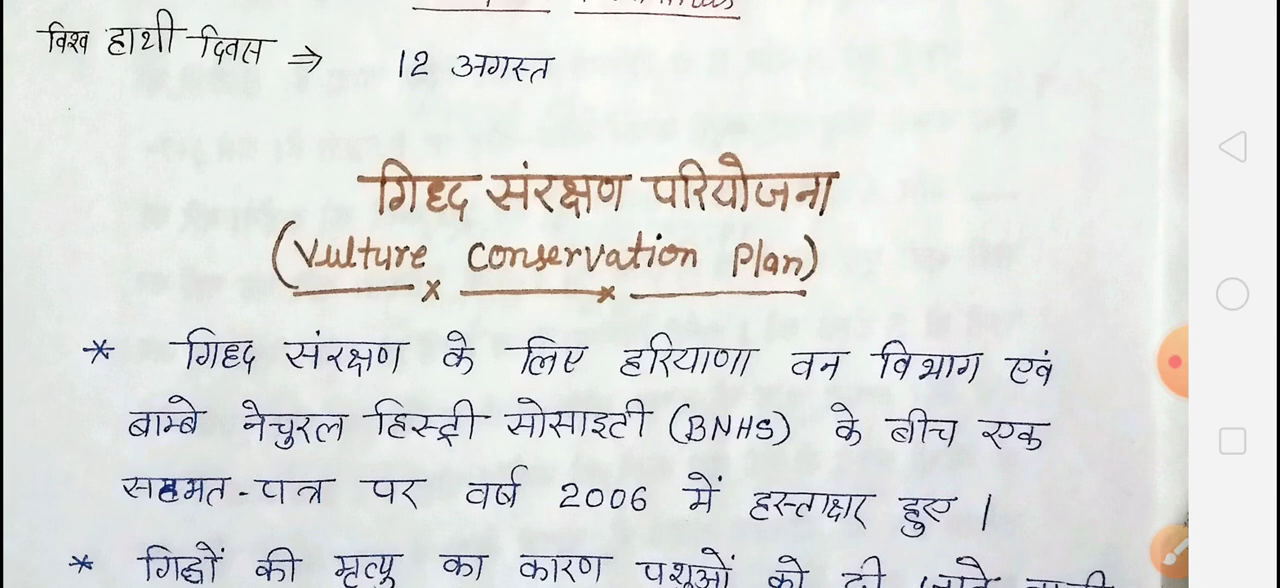 विश्व हाथी दिवस ⇒ 12 अगस्त
गिध्द संरक्षण परियोजना
(Vulture Conservation Plan)
* गिध्द संरक्षण के लिए हरियाणा वन विभाग एवं
बाम्बे नेचुरल हिस्ट्री सोसाइटी (BNHS) के बीच एक
सहमत-पत्र पर वर्ष 2006 में हस्ताक्षर हुए।
* गिद्धों की मृत्यु का कारण पशुओं को दी जाने वाली